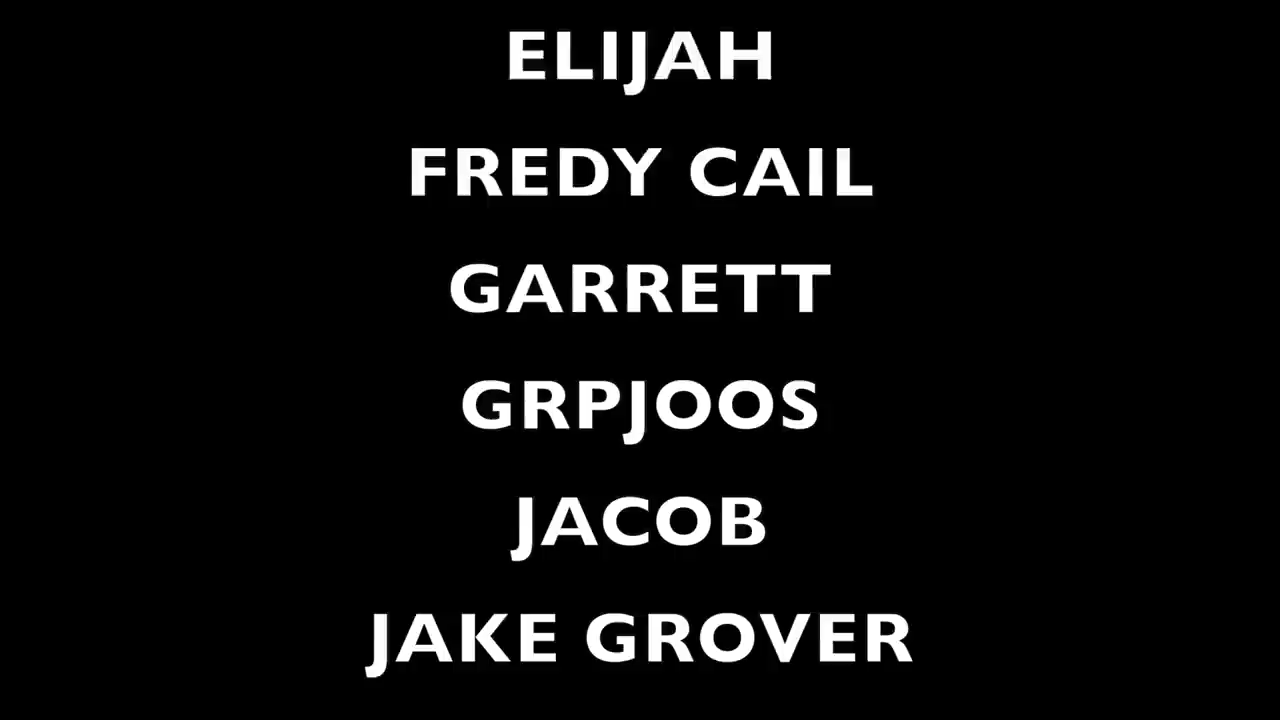 ELIJAH
FREDY CAIL
GARRETT
GRPJOOS
JACOB
JAKE GROVER